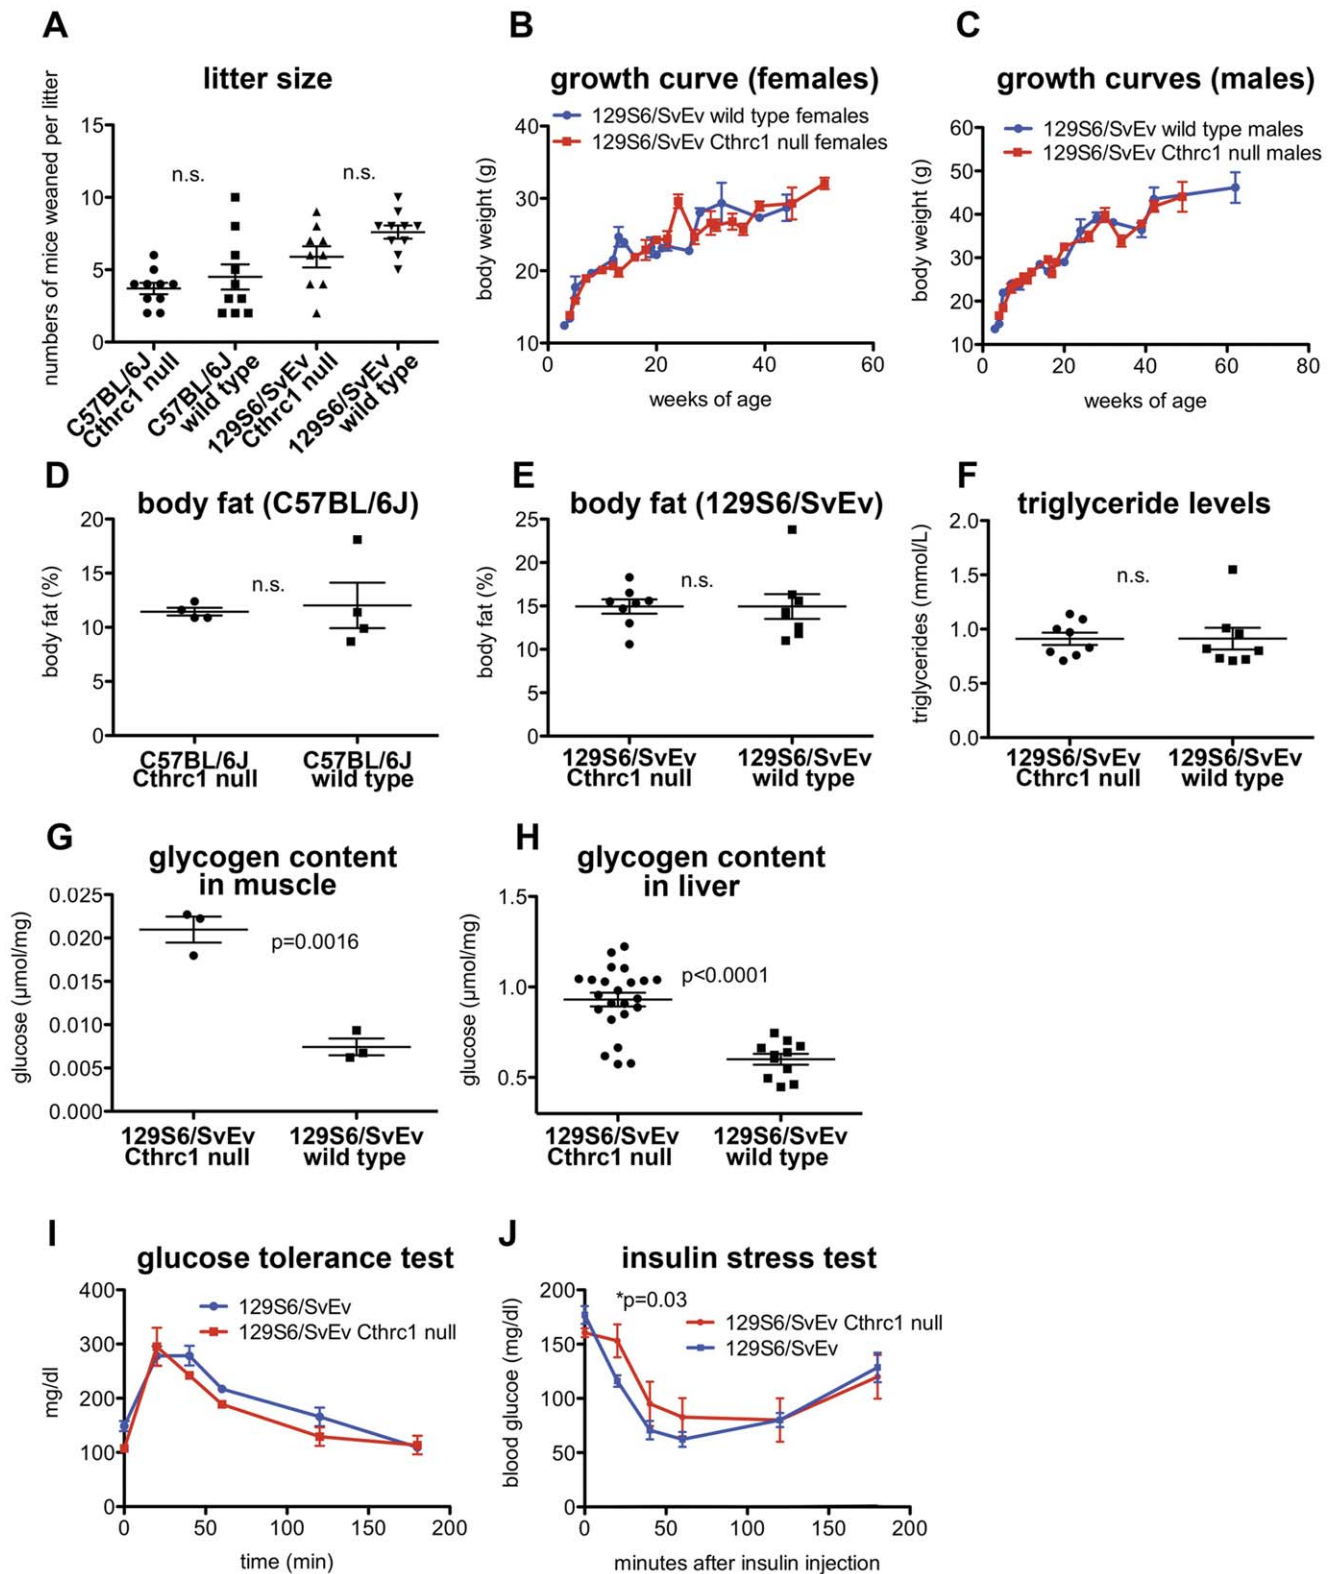 A
litter size
numbers of mice weaned per litter
15
10
5
0
n.s.
n.s.
C57BL/6J
Cthrc1 null
C57BL/6J
wild type
129S6/SvEv
Cthrc1 null
129S6/SvEv
wild type
B
growth curve (females)
129S6/SvEv wild type females
129S6/SvEv Cthrc1 null females
body weight (g)
40
30
20
10
0
20
40
60
weeks of age
C
growth curves (males)
129S6/SvEv wild type males
129S6/SvEv Cthrc1 null males
body weight (g)
60
50
40
30
20
10
0
20
40
60
80
weeks of age
D
body fat (C57BL/6J)
body fat (%)
20
15
10
5
0
n.s.
C57BL/6J
Cthrc1 null
C57BL/6J
wild type
E
body fat (129S6/SvEv)
body fat (%)
25
20
15
10
5
0
n.s.
129S6/SvEv
Cthrc1 null
129S6/SvEv
wild type
F
triglyceride levels
triglycerides (mmol/L)
2.0
1.5
1.0
0.5
0.0
n.s.
129S6/SvEv
Cthrc1 null
129S6/SvEv
wild type
G
glycogen content
in muscle
glucose (µmol/mg)
0.025
0.020
0.015
0.010
0.005
0.000
p=0.0016
129S6/SvEv
Cthrc1 null
129S6/SvEv
wild type
H
glycogen content
in liver
glucose (µmol/mg)
1.5
1.0
0.5
p<0.0001
129S6/SvEv
Cthrc1 null
129S6/SvEv
wild type
I
glucose tolerance test
129S6/SvEv
129S6/SvEv Cthrc1 null
mg/dl
400
300
200
100
0
0
50
100
150
200
time (min)
J
insulin stress test
*p=0.03
129S6/SvEv Cthrc1 null
129S6/SvEv
blood glucoe (mg/dl)
200
150
100
50
0
0
50
100
150
200
minutes after insulin injection